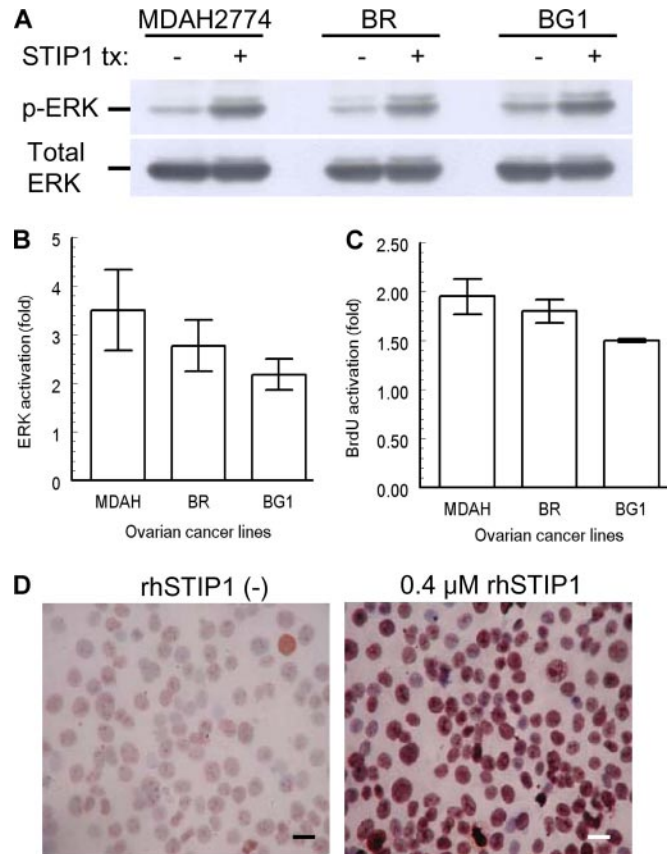 A
MDAH2774 BR BG1
STIP1 tx: - + - + - +
p-ERK
Total
ERK
B
5
4
3
2
1
0
ERK activation (fold)
MDAH BR BG1
Ovarian cancer lines
C
2.50
2.00
1.50
1.00
0.50
0.00
BrdU activation (fold)
MDAH BR BG1
Ovarian cancer lines
D
rhSTIP1 (-) 0.4 µM rhSTIP1